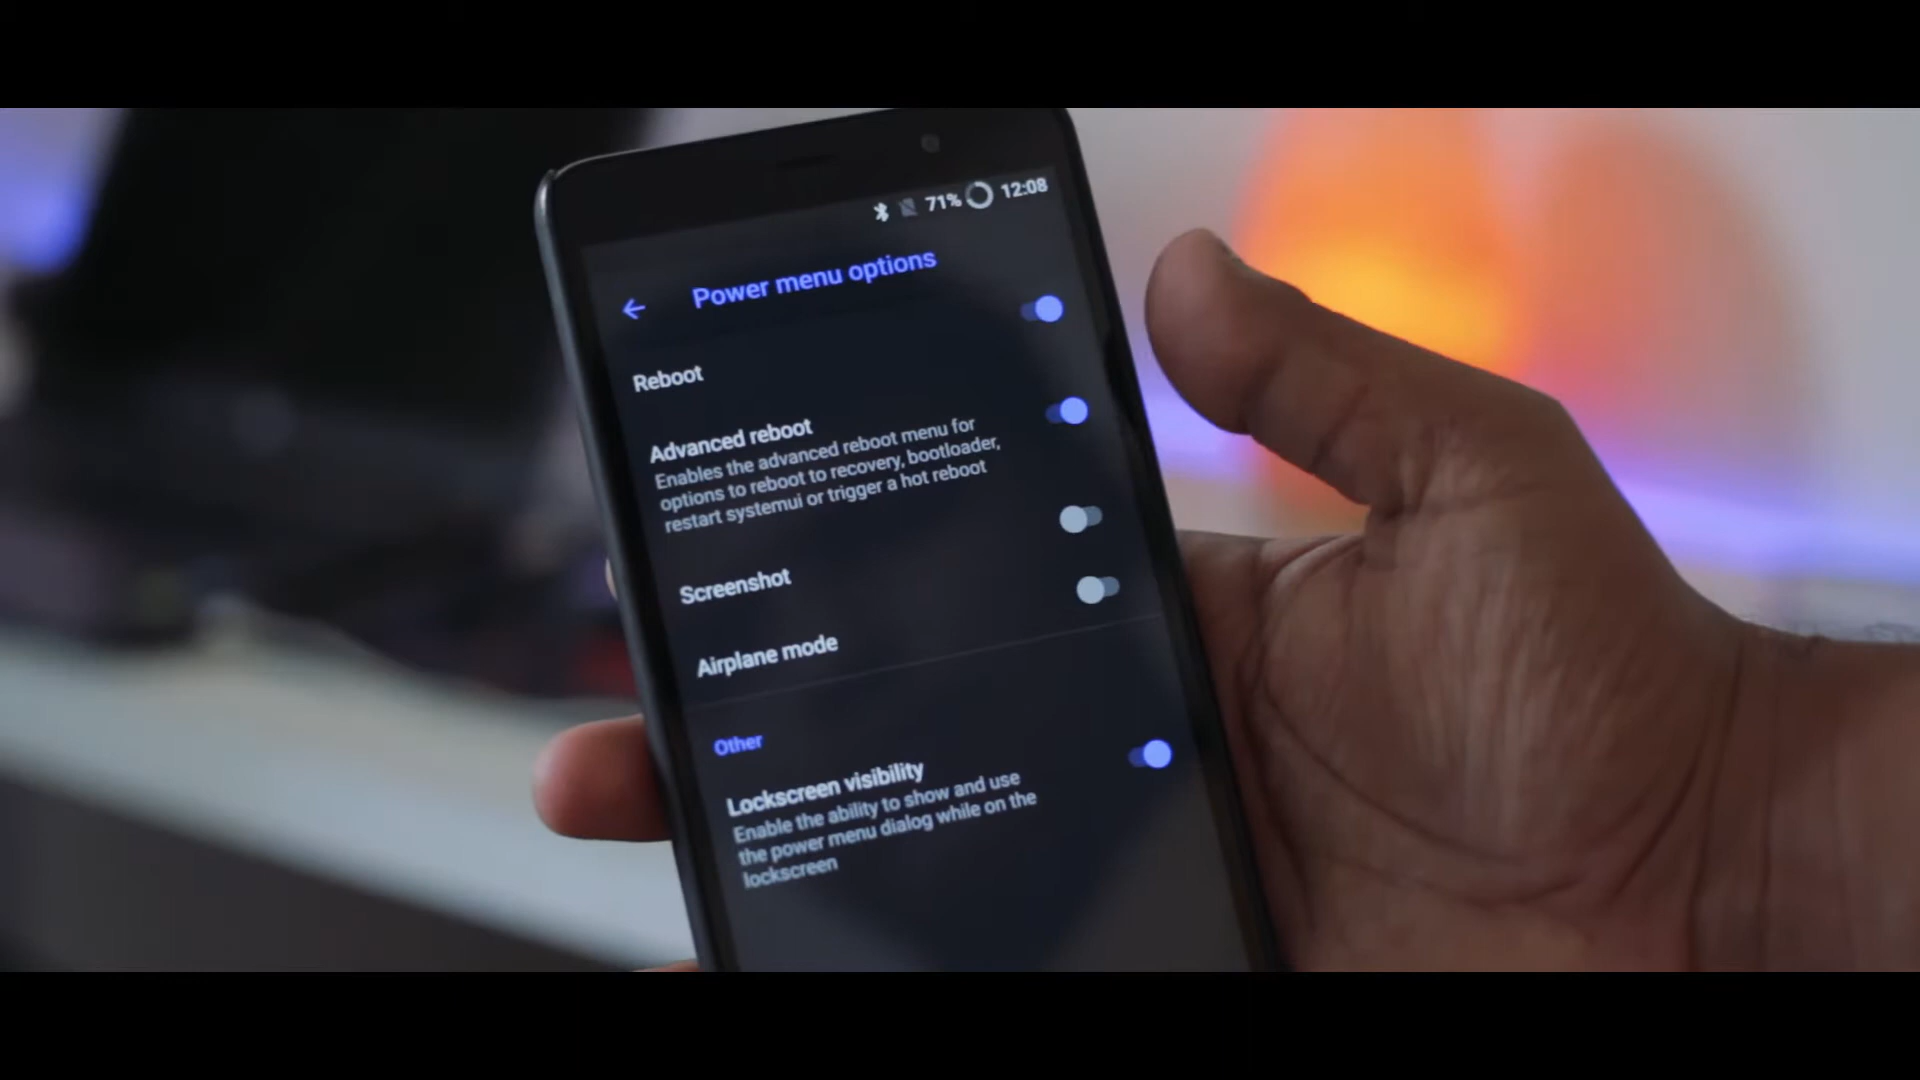 71% 12:08
Power menu options
Reboot
Advanced reboot
Enables the advanced reboot menu for
options to reboot to recovery, bootloader,
restart systemui or trigger a hot reboot
Screenshot
Airplane mode
Other
Lockscreen visibility
Enable the ability to show and use
the power menu dialog while on the
lockscreen